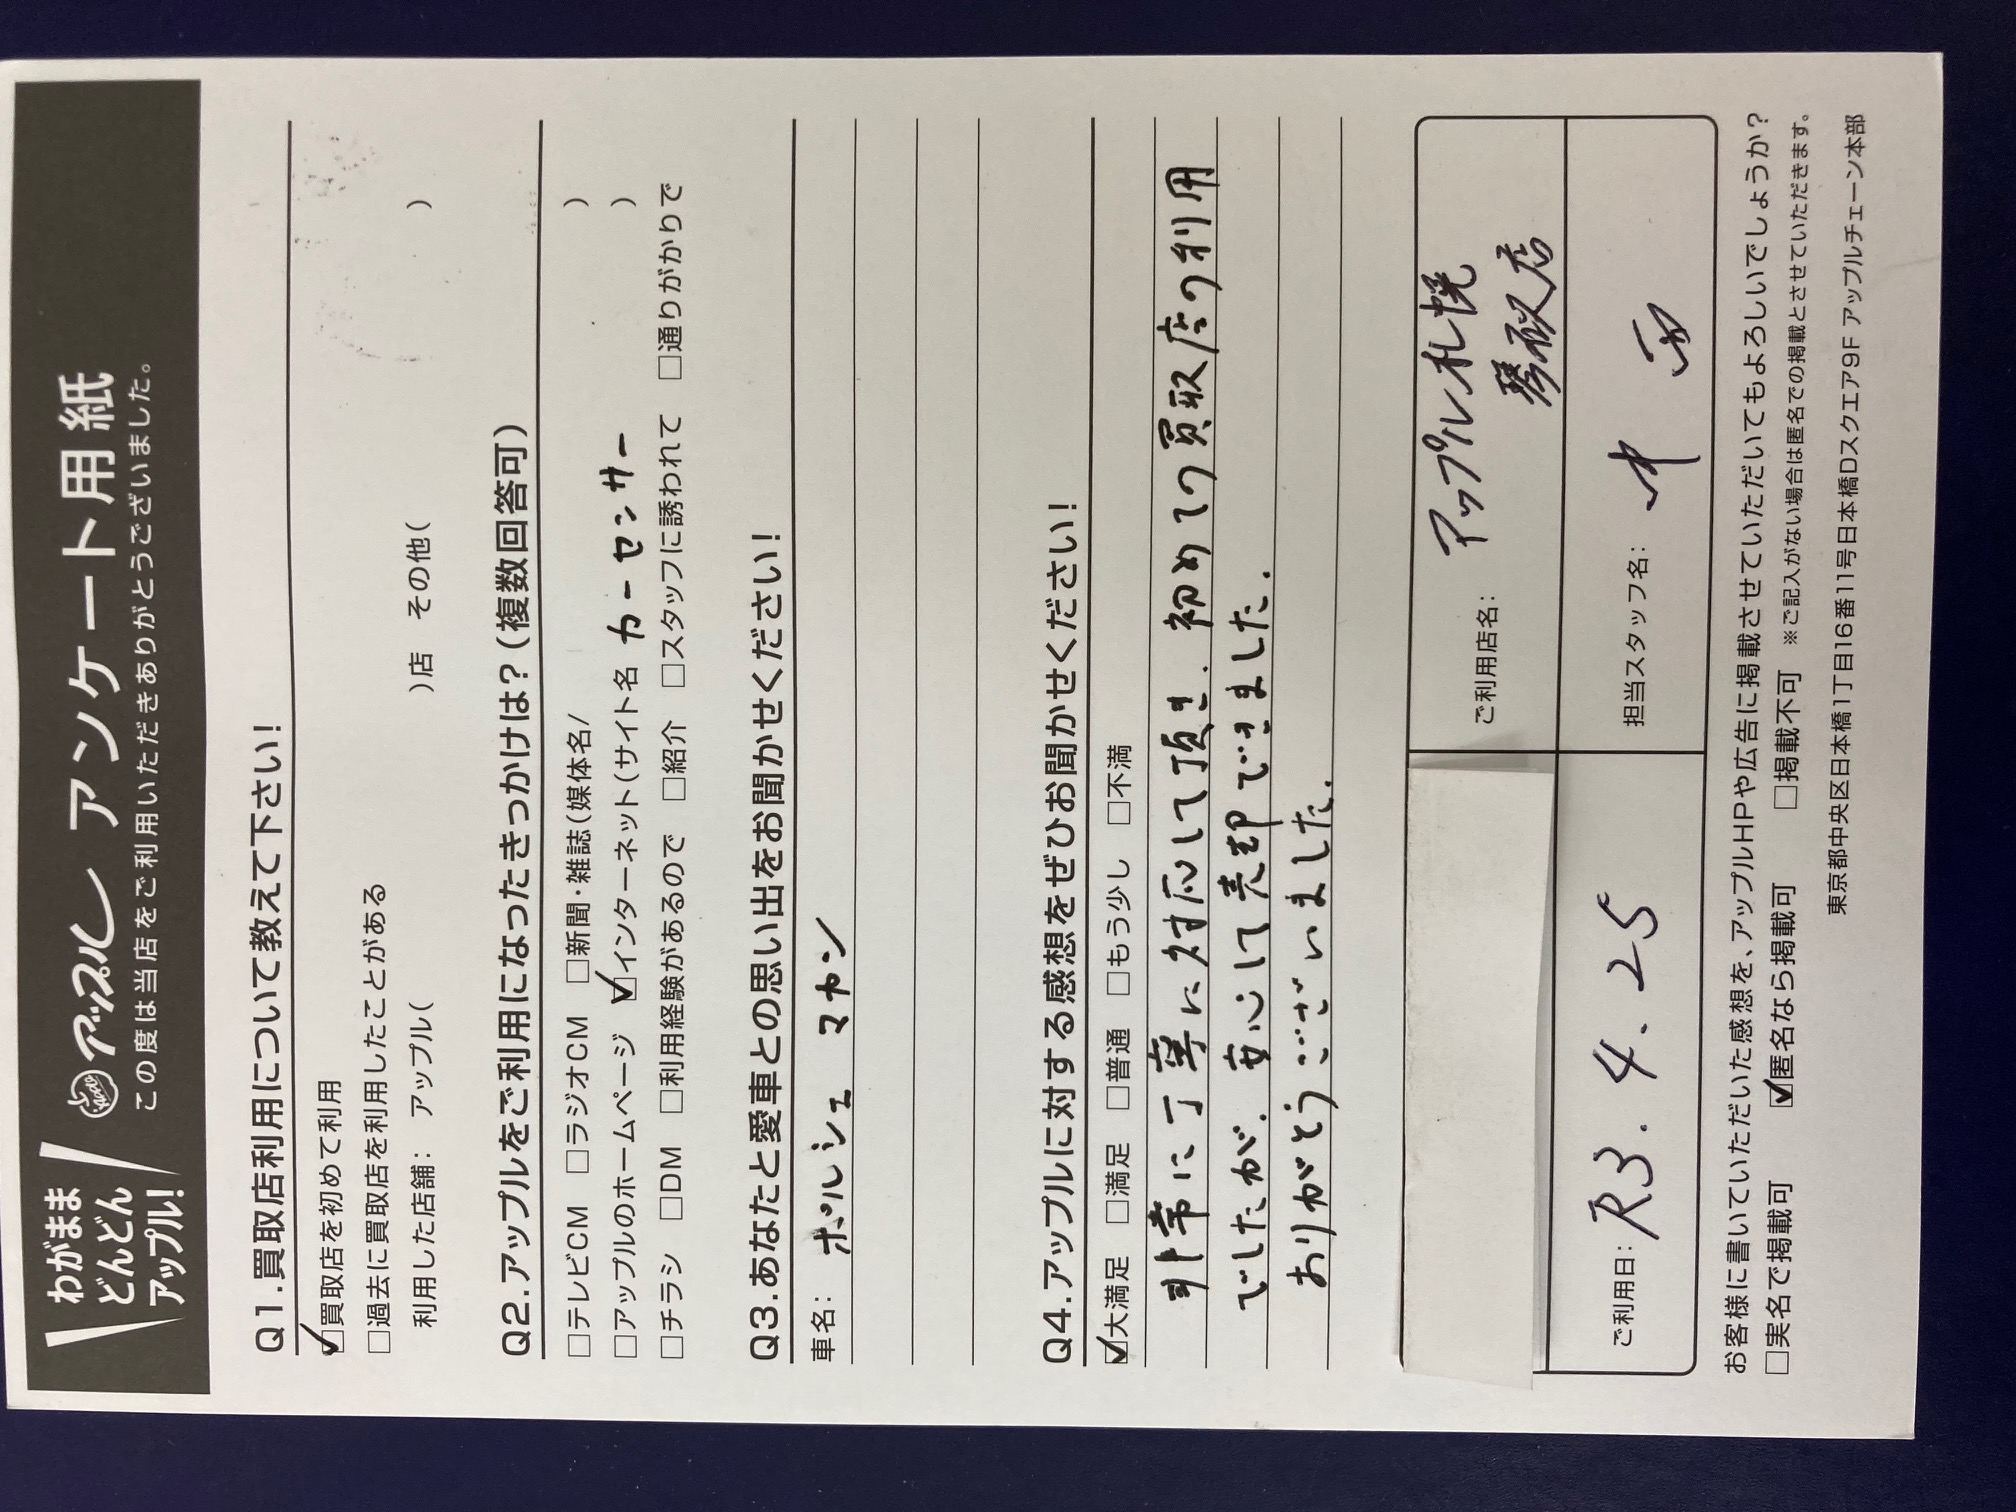 わがまま
どんどん
アップル!
アップル アンケート用紙
この度は当店をご利用いただきありがとうございました。
Q1.買取店利用について教えて下さい!
☑買取店を初めて利用
□過去に買取店を利用したことがある
利用した店舗: アップル( )店 その他( )
Q2.アップルをご利用になったきっかけは?(複数回答可)
□テレビCM □ラジオCM □新聞・雑誌(媒体名/ )
□アップルのホームページ ☑インターネット(サイト名 カーセンサー )
□チラシ □DM □利用経験があるので □紹介 □スタッフに誘われて □通りがかりで
Q3.あなたと愛車との思い出をお聞かせください!
車名: ポルシェ マカン
Q4.アップルに対する感想をぜひお聞かせください!
☑大満足 □満足 □普通 □もう少し □不満
非常に丁寧に対応して頂き、初めての買取店の利用
でしたが、安心して売却できました。
ありがとうございました。
ご利用店名: アップル札幌
琴似店
ご利用日: R3.4.25
担当スタッフ名: 中
お客様に書いていただいた感想を、アップルHPや広告に掲載させていただいてもよろしいでしょうか?
□実名で掲載可 ☑匿名なら掲載可 □掲載不可 ※ご記入がない場合は匿名での掲載とさせていただきます。
東京都中央区日本橋1丁目16番11号日本橋Dスクエア9F アップルチェーン本部